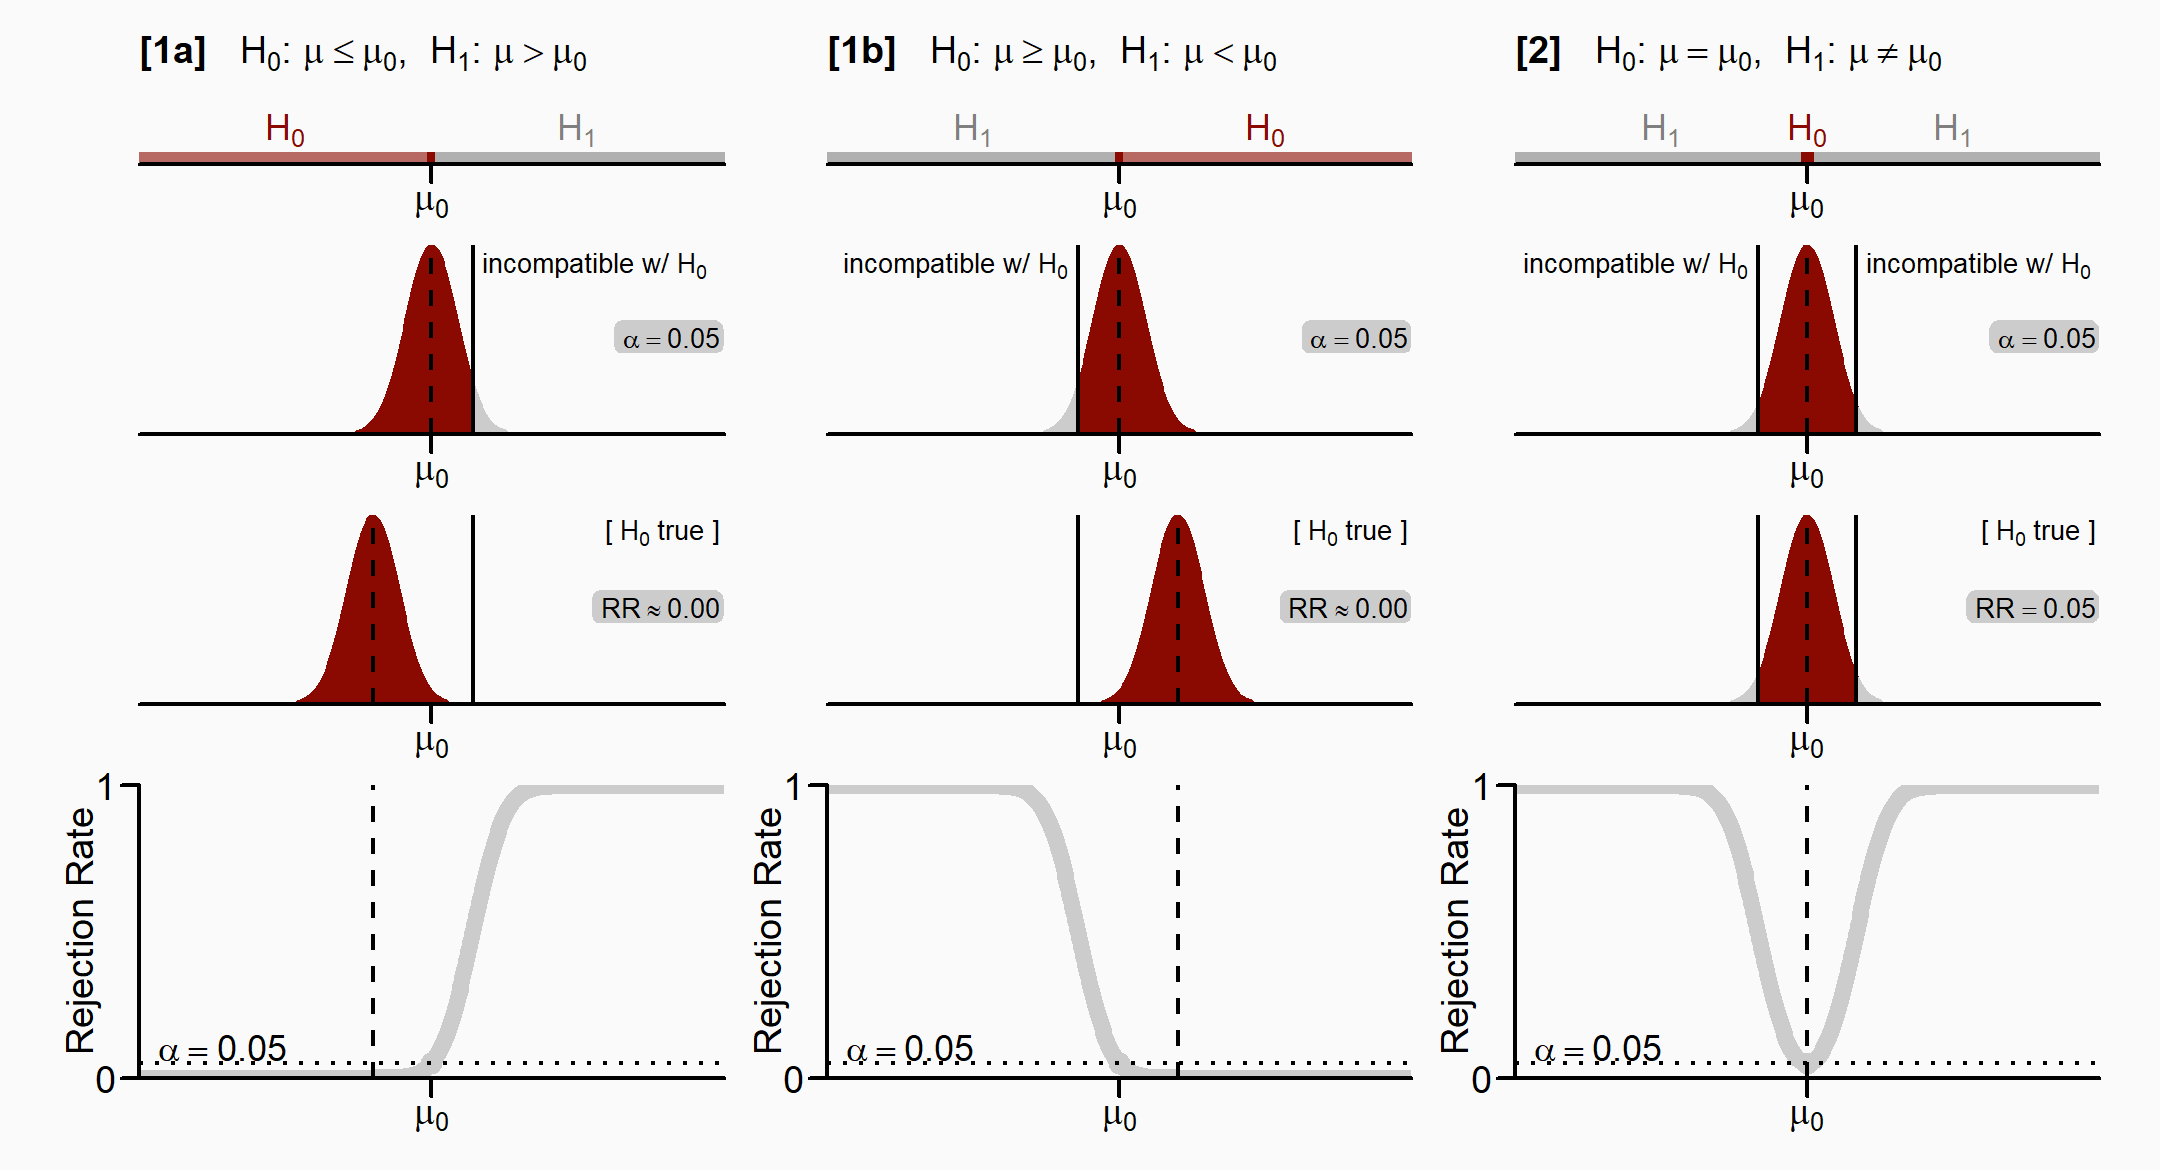 [1a] H₀: μ ≤ μ₀, H₁: μ > μ₀
H₀ H₁
μ₀
incompatible w/ H₀
α = 0.05
μ₀
[ H₀ true ]
RR ≈ 0.00
μ₀
1
Rejection Rate
α = 0.05
0
μ₀
[1b] H₀: μ ≥ μ₀, H₁: μ < μ₀
H₁ H₀
μ₀
incompatible w/ H₀
α = 0.05
μ₀
[ H₀ true ]
RR ≈ 0.00
μ₀
1
Rejection Rate
α = 0.05
0
μ₀
[2] H₀: μ = μ₀, H₁: μ ≠ μ₀
H₁ H₀ H₁
μ₀
incompatible w/ H₀ incompatible w/ H₀
α = 0.05
μ₀
[ H₀ true ]
RR = 0.05
μ₀
1
Rejection Rate
α = 0.05
0
μ₀